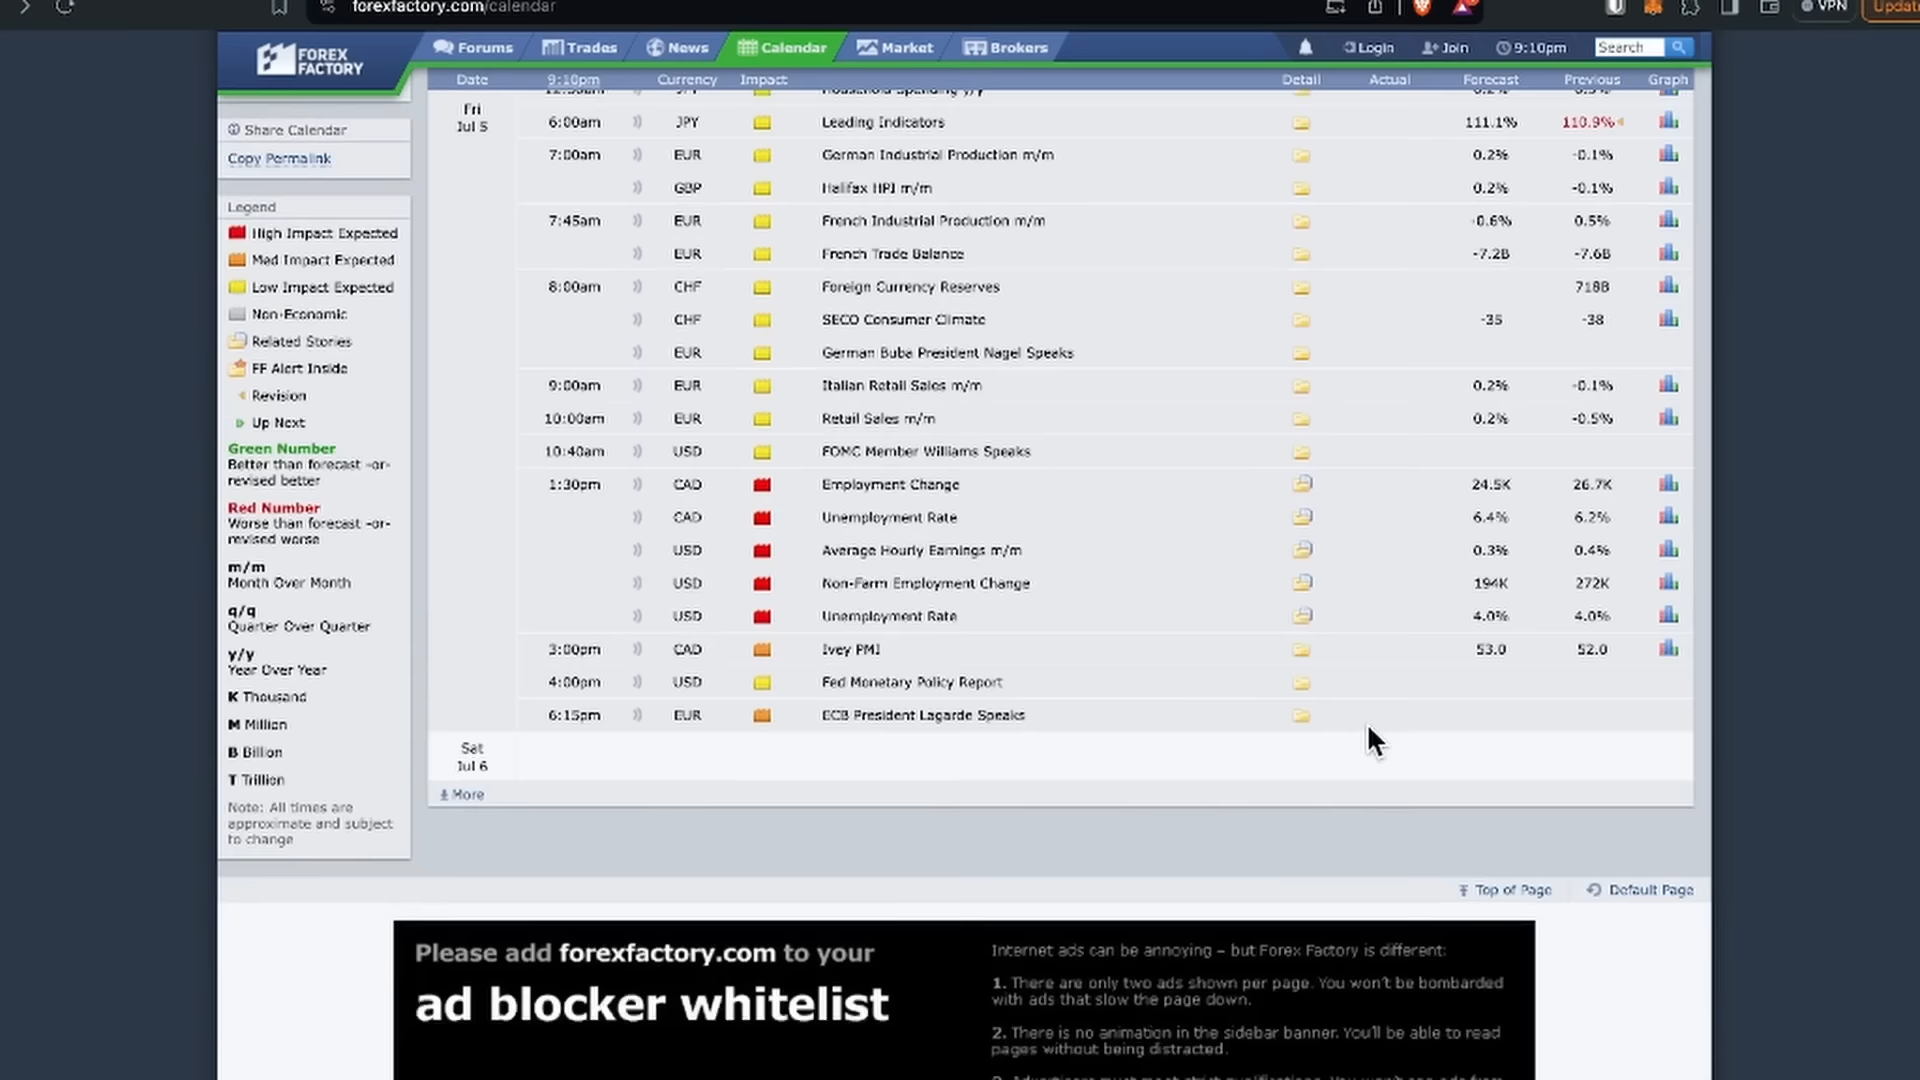 forexfactory.com/calendar
VPN
Updat
FOREX FACTORY
Forums
Trades
News
Calendar
Market
Brokers
Login
Join
9:10pm
Search
Date 9:10pm Currency Impact Detail Actual Forecast Previous Graph
Share Calendar
Copy Permalink
Legend
High Impact Expected
Med Impact Expected
Low Impact Expected
Non-Economic
Related Stories
FF Alert Inside
Revision
Up Next
Green Number
Better than forecast -or-
revised better
Red Number
Worse than forecast -or-
revised worse
m/m
Month Over Month
q/q
Quarter Over Quarter
y/y
Year Over Year
K Thousand
M Million
B Billion
T Trillion
Note: All times are
approximate and subject
to change
Fri
Jul 5
Household Spending y/y
6:00am JPY Leading Indicators 111.1% 110.9%
7:00am EUR German Industrial Production m/m 0.2% -0.1%
GBP Halifax HPI m/m 0.2% -0.1%
7:45am EUR French Industrial Production m/m -0.6% 0.5%
EUR French Trade Balance -7.2B -7.6B
8:00am CHF Foreign Currency Reserves 718B
CHF SECO Consumer Climate -35 -38
EUR German Buba President Nagel Speaks
9:00am EUR Italian Retail Sales m/m 0.2% -0.1%
10:00am EUR Retail Sales m/m 0.2% -0.5%
10:40am USD FOMC Member Williams Speaks
1:30pm CAD Employment Change 24.5K 26.7K
CAD Unemployment Rate 6.4% 6.2%
USD Average Hourly Earnings m/m 0.3% 0.4%
USD Non-Farm Employment Change 194K 272K
USD Unemployment Rate 4.0% 4.0%
3:00pm CAD Ivey PMI 53.0 52.0
4:00pm USD Fed Monetary Policy Report
6:15pm EUR ECB President Lagarde Speaks
Sat
Jul 6
More
Top of Page
Default Page
Please add forexfactory.com to your
ad blocker whitelist
Internet ads can be annoying – but Forex Factory is different:
1. There are only two ads shown per page. You won't be bombarded
with ads that slow the page down.
2. There is no animation in the sidebar banner. You'll be able to read
pages without being distracted.